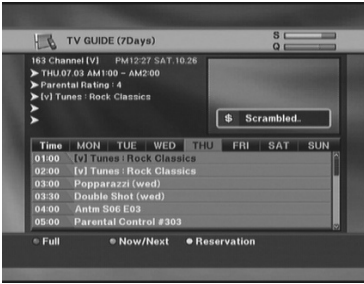 TV GUIDE (7Days)
S
Q
163 Channel [V] PM12:27 SAT.10.26
THU.07.03 AM1:00 - AM2:00
Parental Rating : 4
[v] Tunes : Rock Classics
$ Scrambled..
Time MON TUE WED THU FRI SAT SUN
01:00 [v] Tunes : Rock Classics
02:00 [v] Tunes : Rock Classics
03:00 Popparazzi (wed)
03:30 Double Shot (wed)
04:00 Antm S06 E03
05:00 Parental Control #303
Full Now/Next Reservation